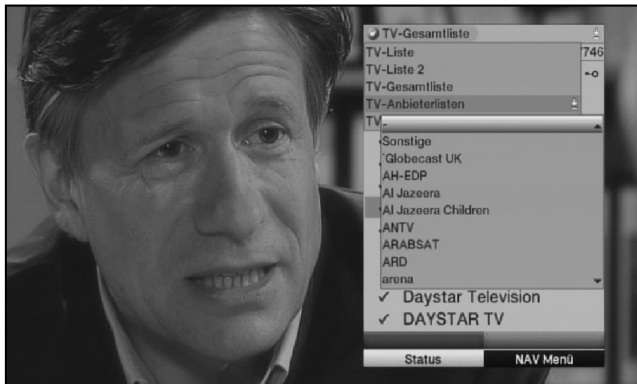 TV-Gesamtliste
TV-Liste
746
TV-Liste 2
TV-Gesamtliste
TV-Anbieterlisten
TV
-
Sonstige
`Globecast UK
AH-EDP
Al Jazeera
Al Jazeera Children
ANTV
ARABSAT
ARD
arena
✓ Daystar Television
✓ DAYSTAR TV
Status
NAV Menü